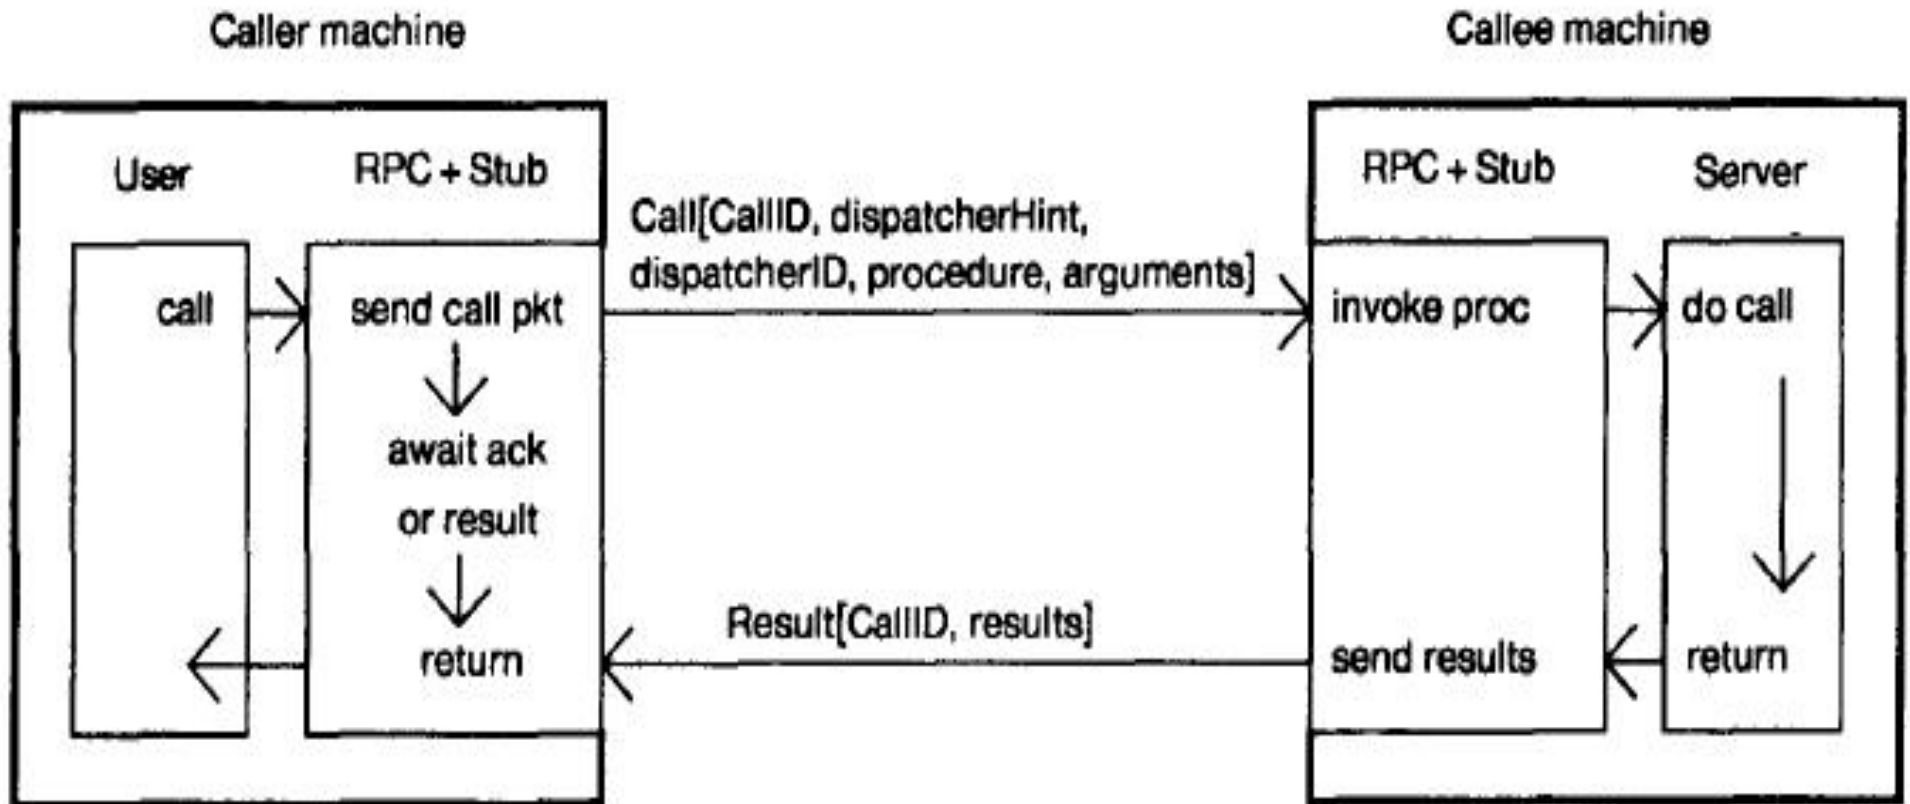 Caller machine
Callee machine
User
RPC + Stub
Call[CallID, dispatcherHint,
dispatcherID, procedure, arguments]
RPC + Stub
Server
call
send call pkt
invoke proc
do call
await ack
or result
Result[CallID, results]
return
send results
return